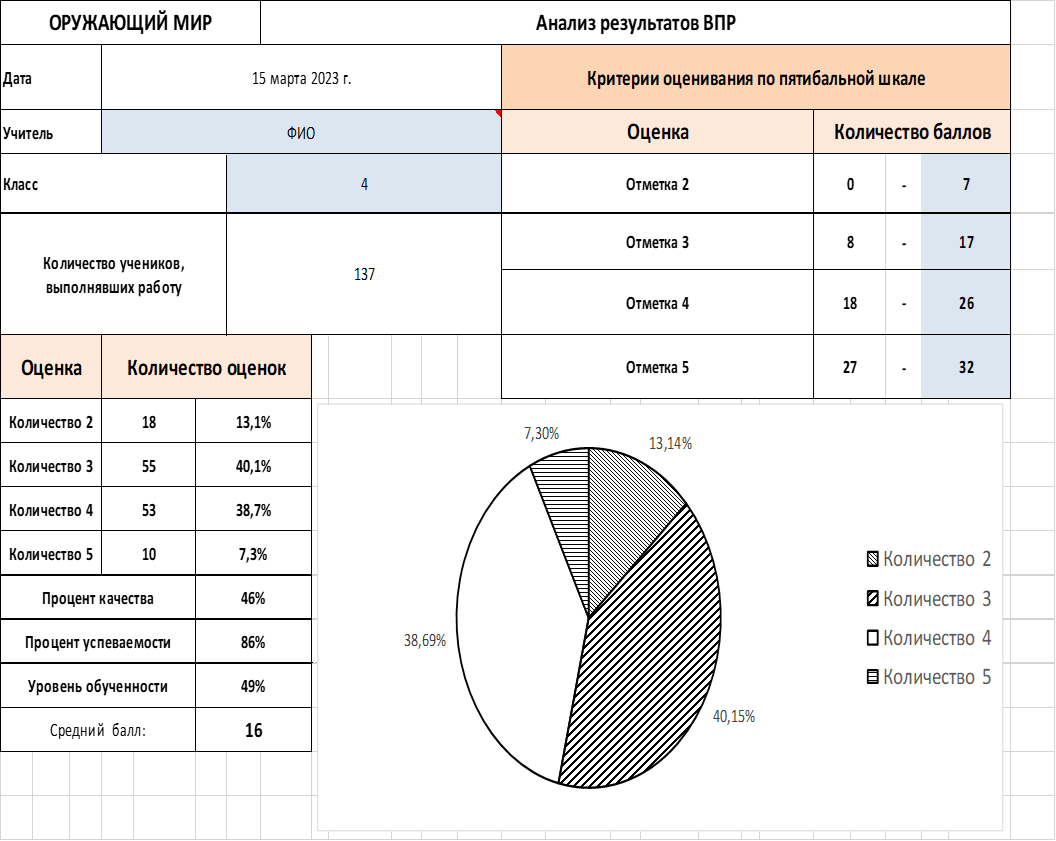 ОРУЖАЮЩИЙ МИР
Анализ результатов ВПР
Дата
15 марта 2023 г.
Критерии оценивания по пятибальной шкале
Учитель
ФИО
Оценка
Количество баллов
Класс
4
Отметка 2
0 - 7
Количество учеников,
выполнявших работу
137
Отметка 3
8 - 17
Отметка 4
18 - 26
Отметка 5
27 - 32
Оценка
Количество оценок
Количество 2 18 13,1%
Количество 3 55 40,1%
Количество 4 53 38,7%
Количество 5 10 7,3%
Процент качества 46%
Процент успеваемости 86%
Уровень обученности 49%
Средний балл: 16
7,30%
13,14%
38,69%
40,15%
Количество 2
Количество 3
Количество 4
Количество 5